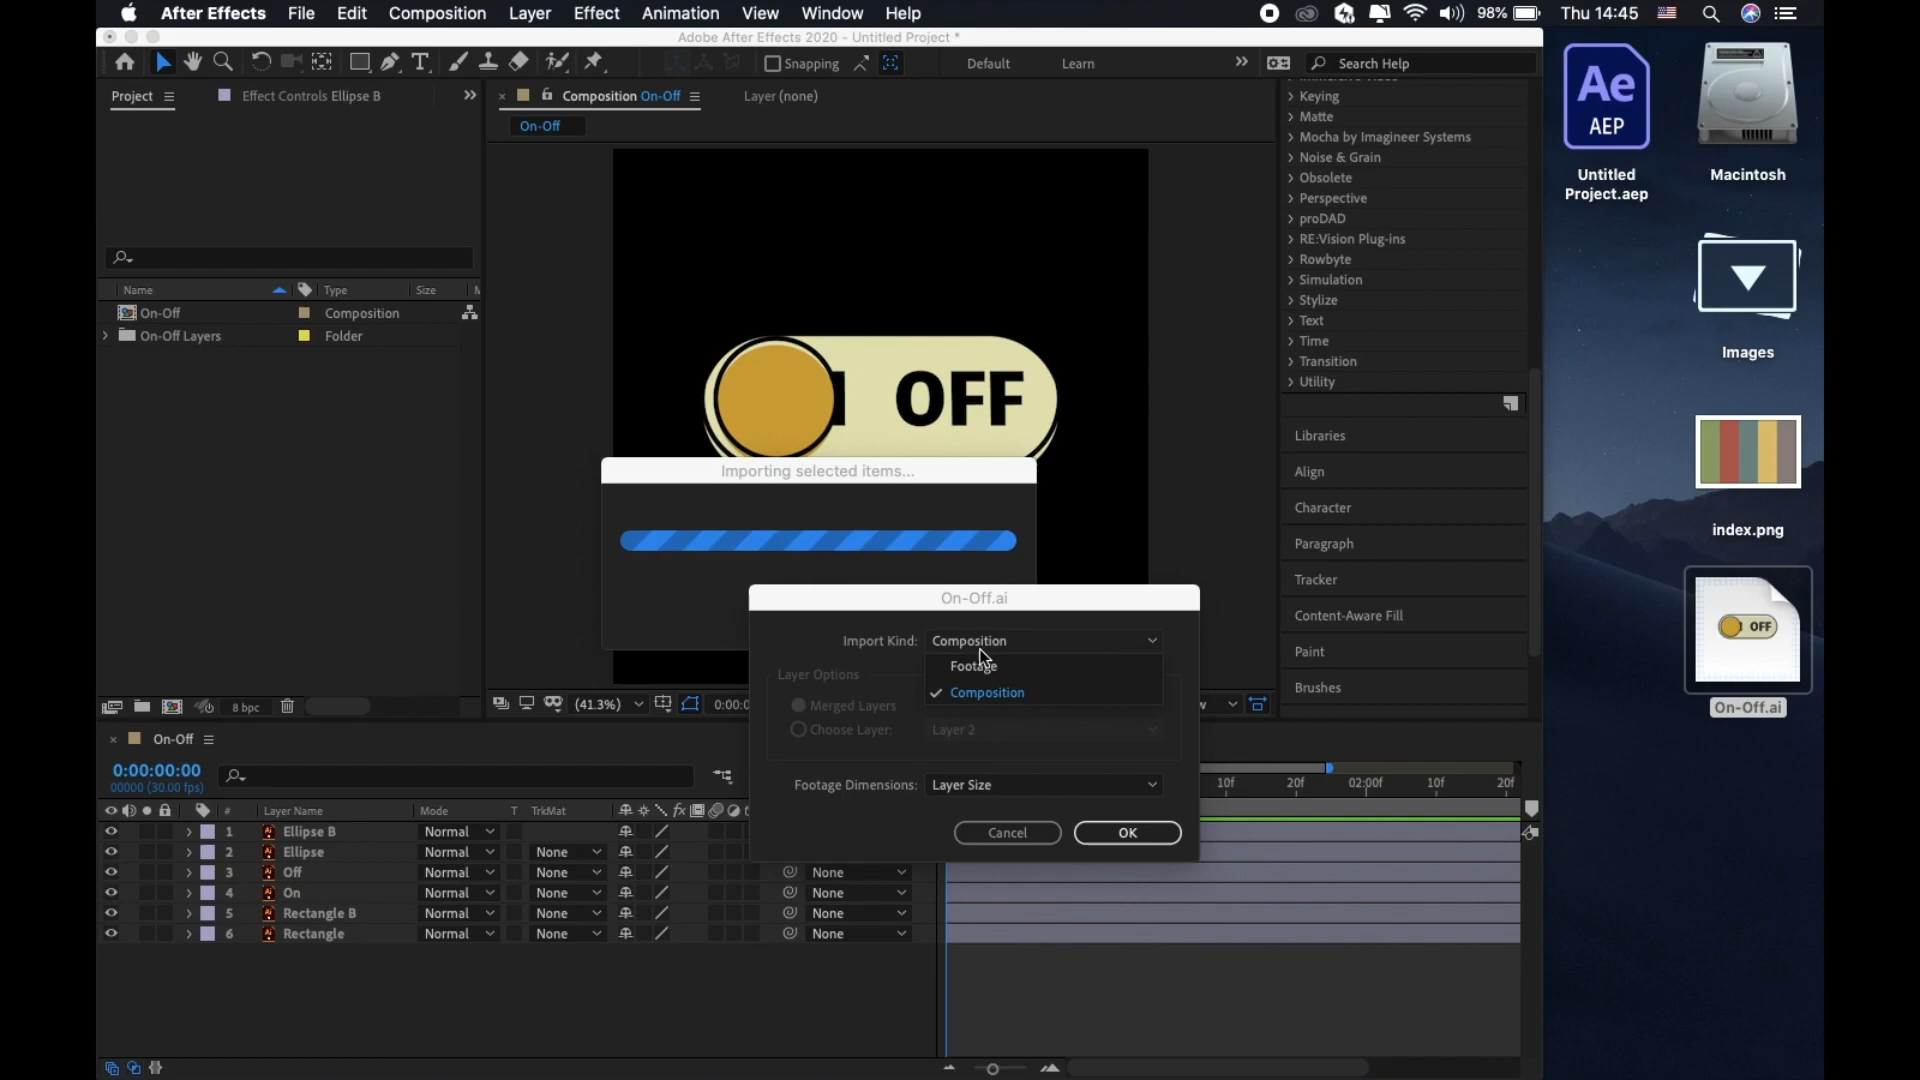 After Effects File Edit Composition Layer Effect Animation View Window Help 98% Thu 14:45
Adobe After Effects 2020 - Untitled Project *
Snapping Default Learn Search Help
Project Effect Controls Ellipse B Composition On-Off Layer (none)
On-Off
Name Type Size
On-Off Composition
On-Off Layers Folder
OFF
Keying
Matte
Mocha by Imagineer Systems
Noise & Grain
Obsolete
Perspective
proDAD
RE:Vision Plug-ins
Rowbyte
Simulation
Stylize
Text
Time
Transition
Utility
Libraries
Align
Character
Paragraph
Tracker
Content-Aware Fill
Paint
Brushes
Ae
AEP
Untitled
Project.aep
Macintosh
Images
index.png
OFF
On-Off.ai
Importing selected items...
On-Off.ai
Import Kind: Composition
Footage
Composition
Layer Options
Merged Layers
Choose Layer: Layer 2
Footage Dimensions: Layer Size
Cancel OK
8 bpc (41.3%) 0:00:0
On-Off
0:00:00:00
00000 (30.00 fps)
10f 20f 02:00f 10f 20f
# Layer Name Mode T TrkMat
1 Ellipse B Normal
2 Ellipse Normal None
3 Off Normal None None
4 On Normal None None
5 Rectangle B Normal None None
6 Rectangle Normal None None